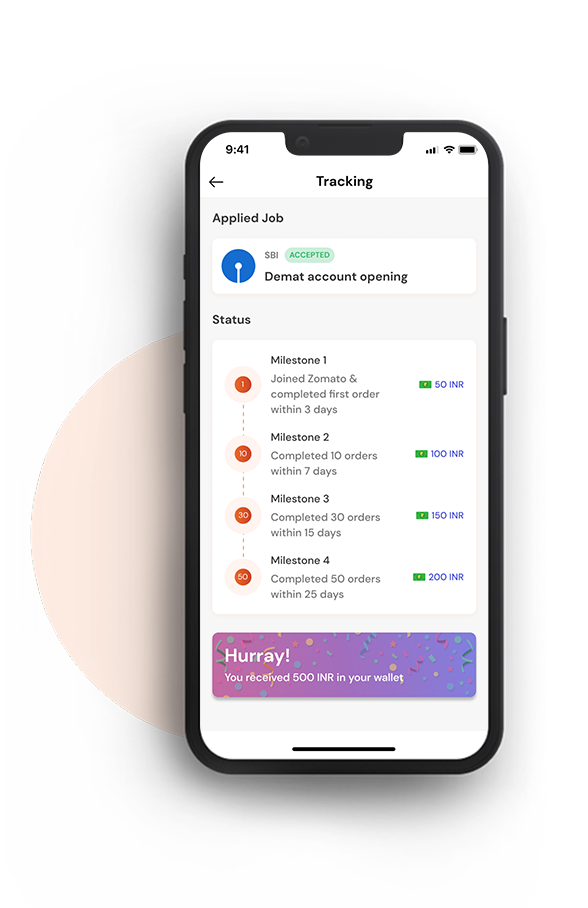 9:41
Tracking
Applied Job
SBI ACCEPTED
Demat account opening
Status
Milestone 1
1
Joined Zomato &
completed first order
within 3 days
50 INR
Milestone 2
10
Completed 10 orders
within 7 days
100 INR
Milestone 3
30
Completed 30 orders
within 15 days
150 INR
Milestone 4
50
Completed 50 orders
within 25 days
200 INR
Hurray!
You received 500 INR in your wallet